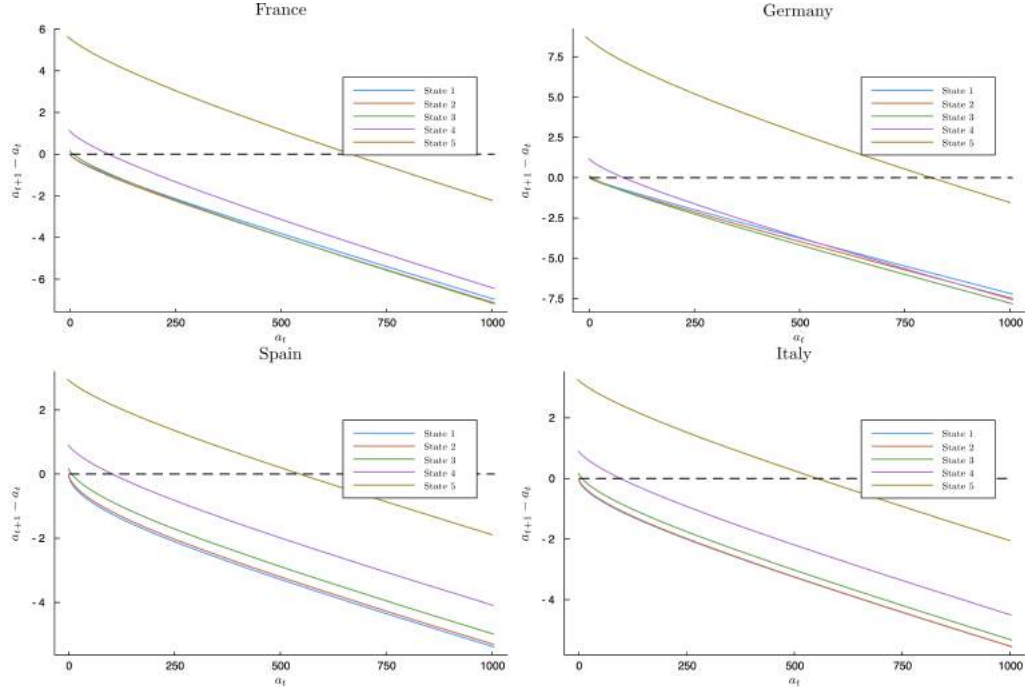 France
6
4
2
0
-2
-4
-6
a_{t+1} − a_t
State 1
State 2
State 3
State 4
State 5
0
250
500
750
1000
a_t
Germany
7.5
5.0
2.5
0.0
-2.5
-5.0
-7.5
a_{t+1} − a_t
State 1
State 2
State 3
State 4
State 5
0
250
500
750
1000
a_t
Spain
2
0
-2
-4
a_{t+1} − a_t
State 1
State 2
State 3
State 4
State 5
0
250
500
750
1000
a_t
Italy
2
0
-2
-4
a_{t+1} − a_t
State 1
State 2
State 3
State 4
State 5
0
250
500
750
1000
a_t